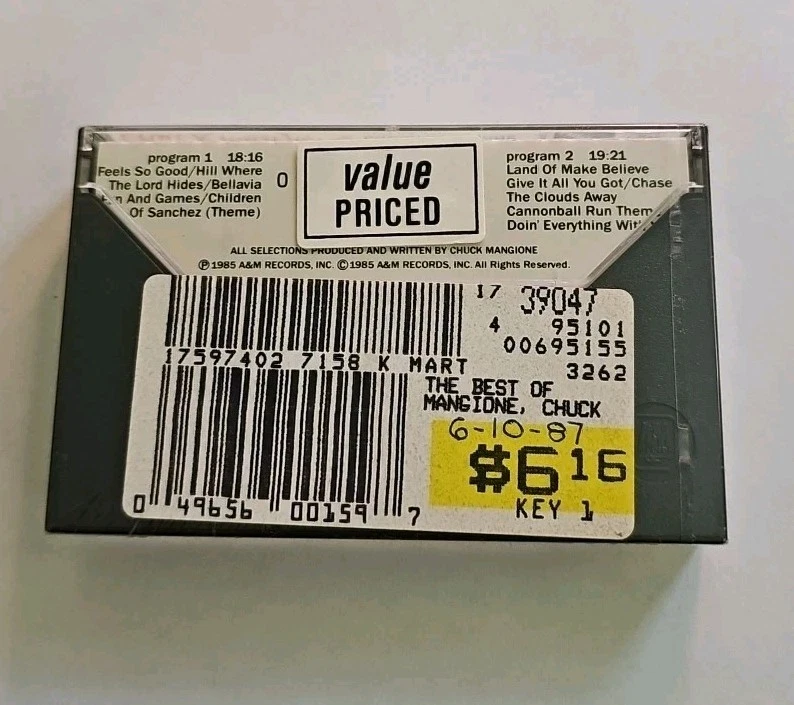 program 1 18:16
Feels So Good/Hill Where
The Lord Hides/Bellavia
And Games/Children
Of Sanchez (Theme)
0
value
PRICED
program 2 19:21
Land Of Make Believe
Give It All You Got/Chase
The Clouds Away
Cannonball Run
Doin' Everything
ALL SELECTIONS PRODUCED AND WRITTEN BY CHUCK MANGIONE
Ⓟ1985 A&M RECORDS, INC. ©1985 A&M RECORDS, INC. All Rights Reserved.
17 39047
4 95101
00695155
3262
17597402 7158 K MART
THE BEST OF
MANGIONE, CHUCK
6-10-87
$6 16
KEY 1
0 49656 00159 7